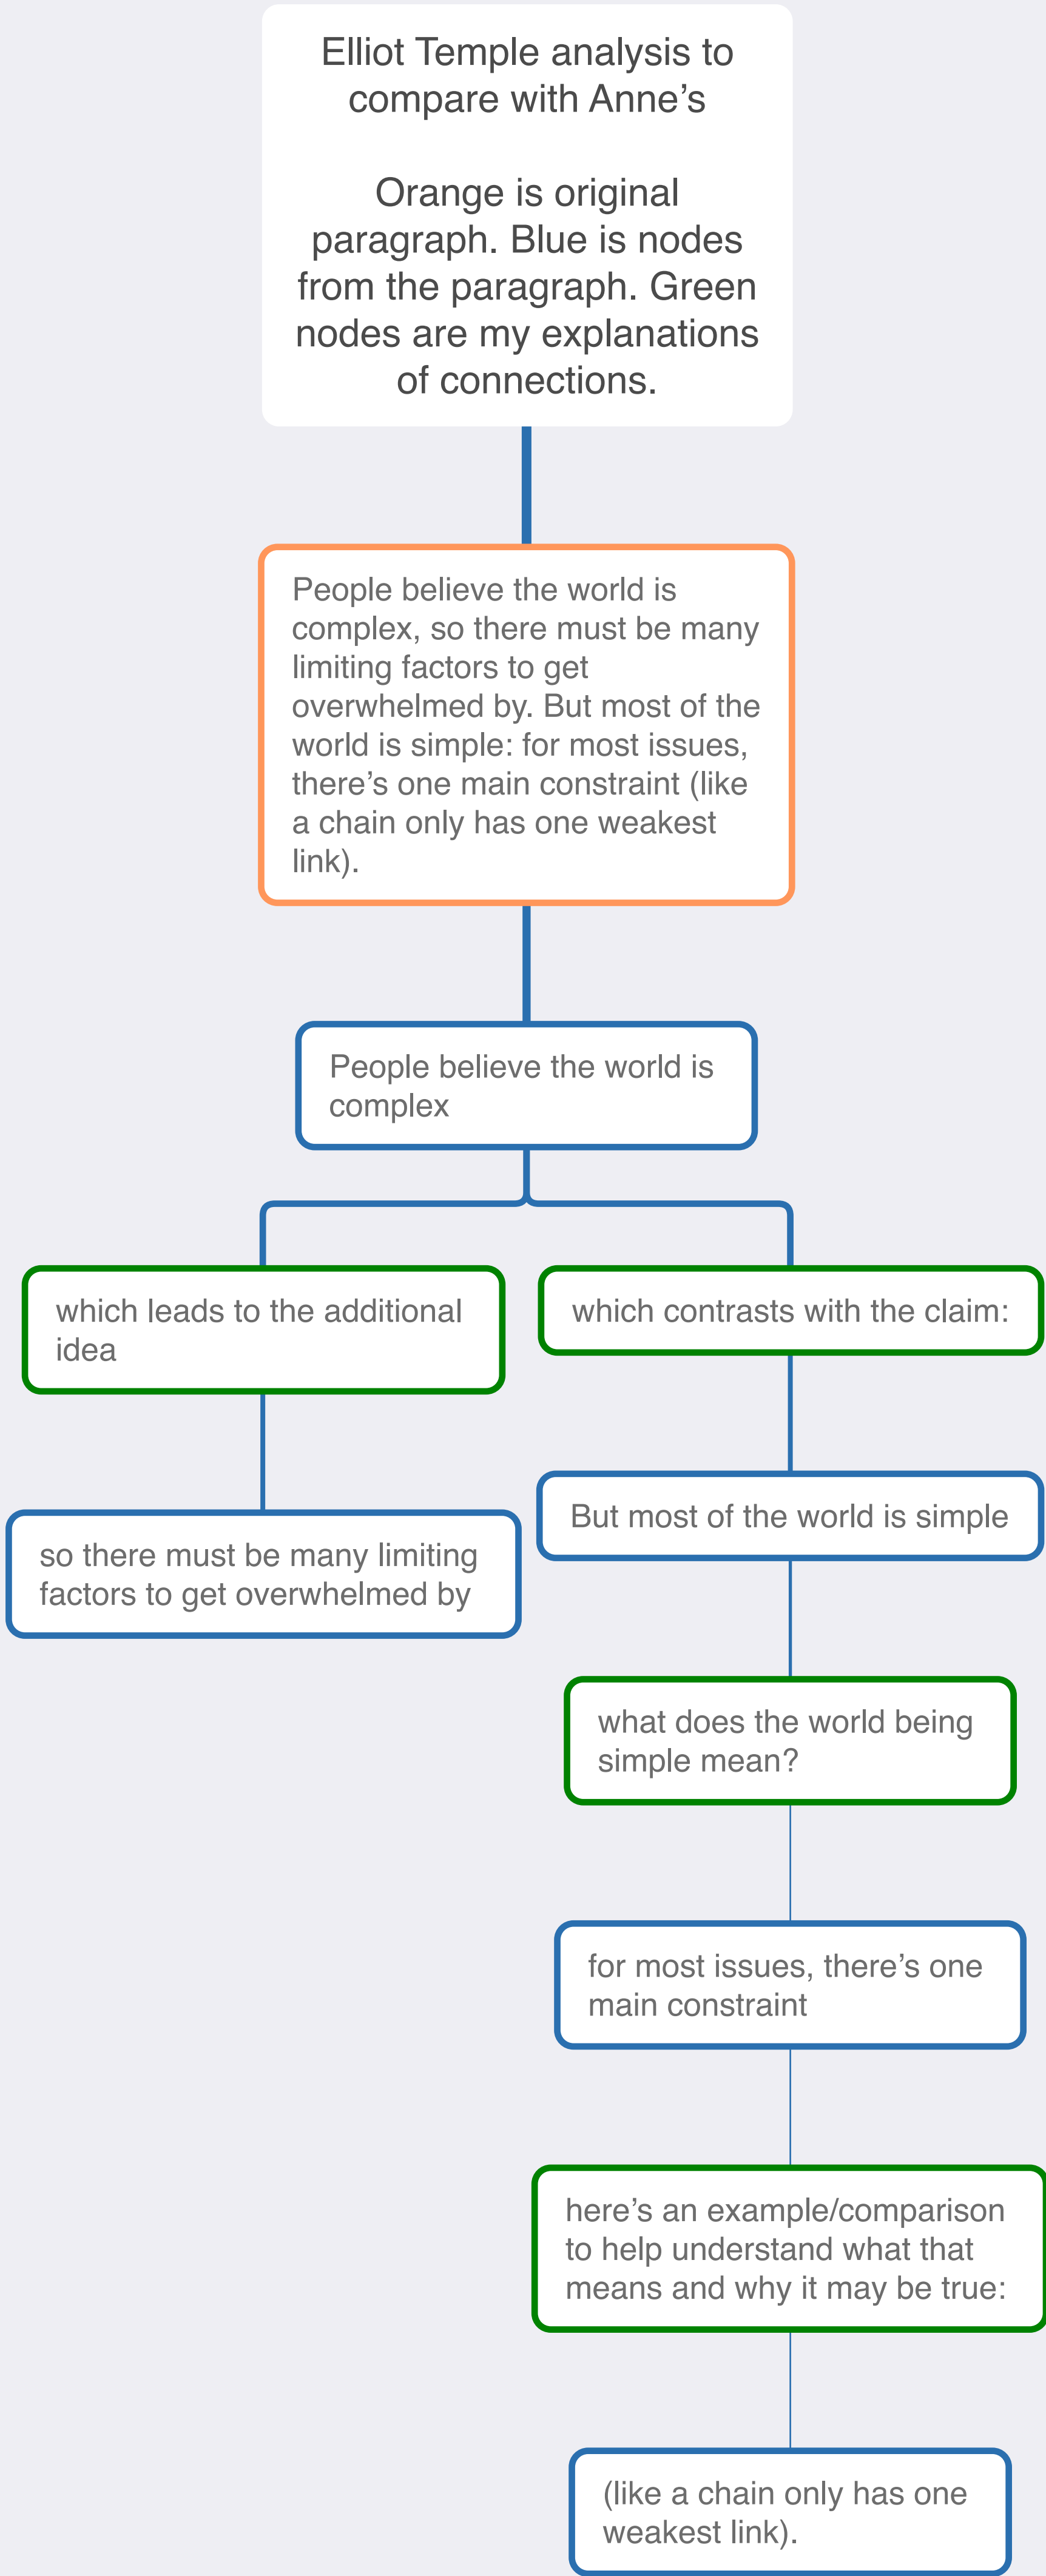 Elliot Temple analysis to
compare with Anne’s
Orange is original
paragraph. Blue is nodes
from the paragraph. Green
nodes are my explanations
of connections.
People believe the world is
complex, so there must be many
limiting factors to get
overwhelmed by. But most of the
world is simple: for most issues,
there’s one main constraint (like
a chain only has one weakest
link).
People believe the world is
complex
which leads to the additional
idea
so there must be many limiting
factors to get overwhelmed by
which contrasts with the claim:
But most of the world is simple
what does the world being
simple mean?
for most issues, there’s one
main constraint
here’s an example/comparison
to help understand what that
means and why it may be true:
(like a chain only has one
weakest link).